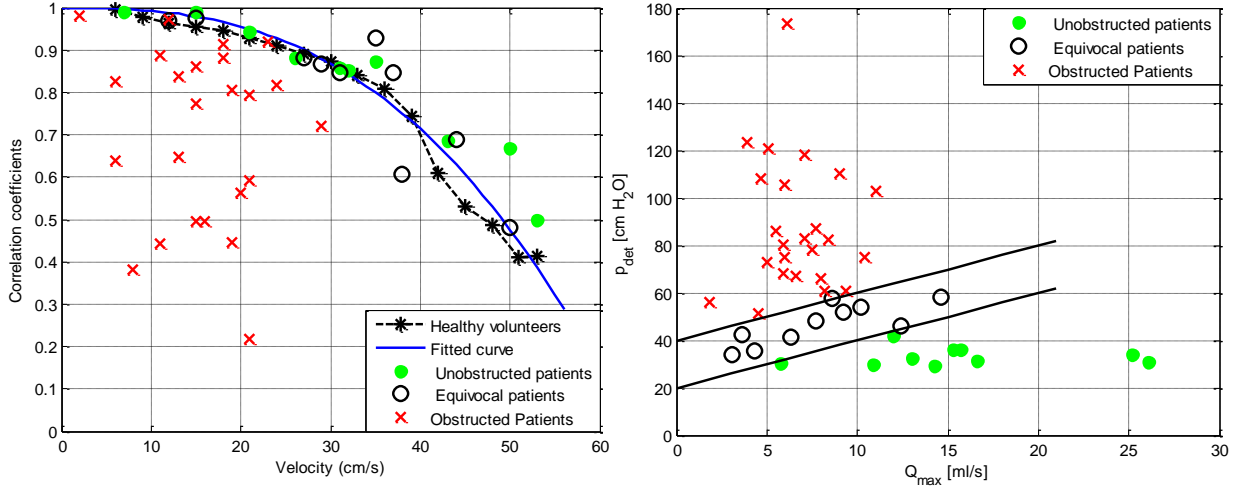 1
0.9
0.8
0.7
0.6
0.5
0.4
0.3
0.2
0.1
0
Correlation coefficients
0 10 20 30 40 50 60
Velocity (cm/s)
Healthy volunteers
Fitted curve
Unobstructed patients
Equivocal patients
Obstructed Patients
180
160
140
120
100
80
60
40
20
0
p_det [cm H_2O]
0 5 10 15 20 25 30
Q_max [ml/s]
Unobstructed patients
Equivocal patients
Obstructed Patients